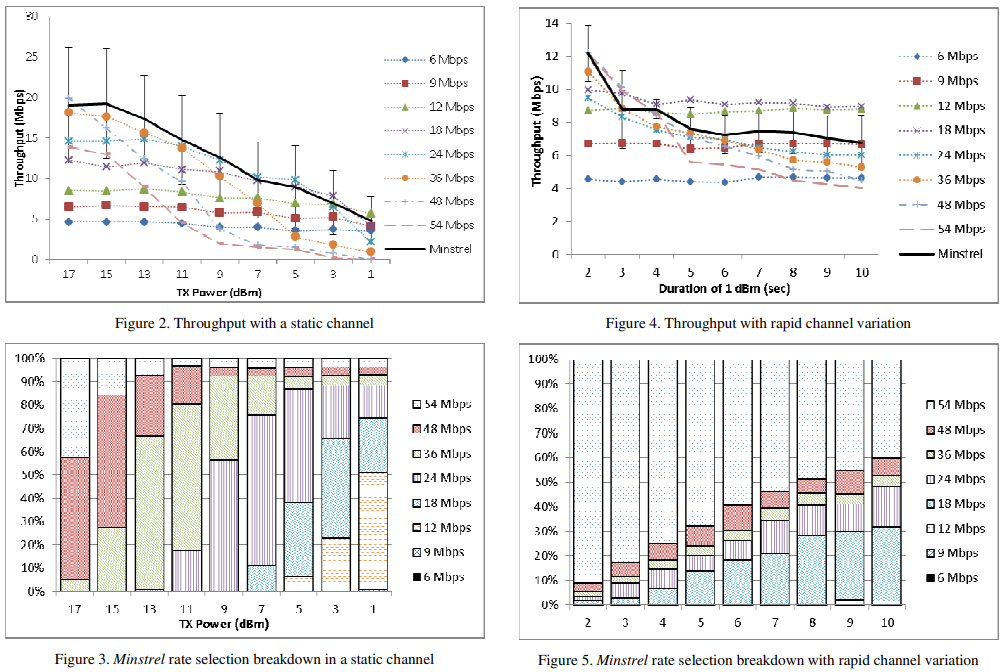 30
25
20
15
10
5
0
Throughput (Mbps)
17 15 13 11 9 7 5 3 1
TX Power (dBm)
6 Mbps
9 Mbps
12 Mbps
18 Mbps
24 Mbps
36 Mbps
48 Mbps
54 Mbps
Minstrel
Figure 2. Throughput with a static channel
14
12
10
8
6
4
2
0
Throughput (Mbps)
2 3 4 5 6 7 8 9 10
Duration of 1 dBm (sec)
6 Mbps
9 Mbps
12 Mbps
18 Mbps
24 Mbps
36 Mbps
48 Mbps
54 Mbps
Minstrel
Figure 4. Throughput with rapid channel variation
100%
90%
80%
70%
60%
50%
40%
30%
20%
10%
0%
17 15 13 11 9 7 5 3 1
TX Power (dBm)
54 Mbps
48 Mbps
36 Mbps
24 Mbps
18 Mbps
12 Mbps
9 Mbps
6 Mbps
Figure 3. Minstrel rate selection breakdown in a static channel
100%
90%
80%
70%
60%
50%
40%
30%
20%
10%
0%
2 3 4 5 6 7 8 9 10
54 Mbps
48 Mbps
36 Mbps
24 Mbps
18 Mbps
12 Mbps
9 Mbps
6 Mbps
Figure 5. Minstrel rate selection breakdown with rapid channel variation